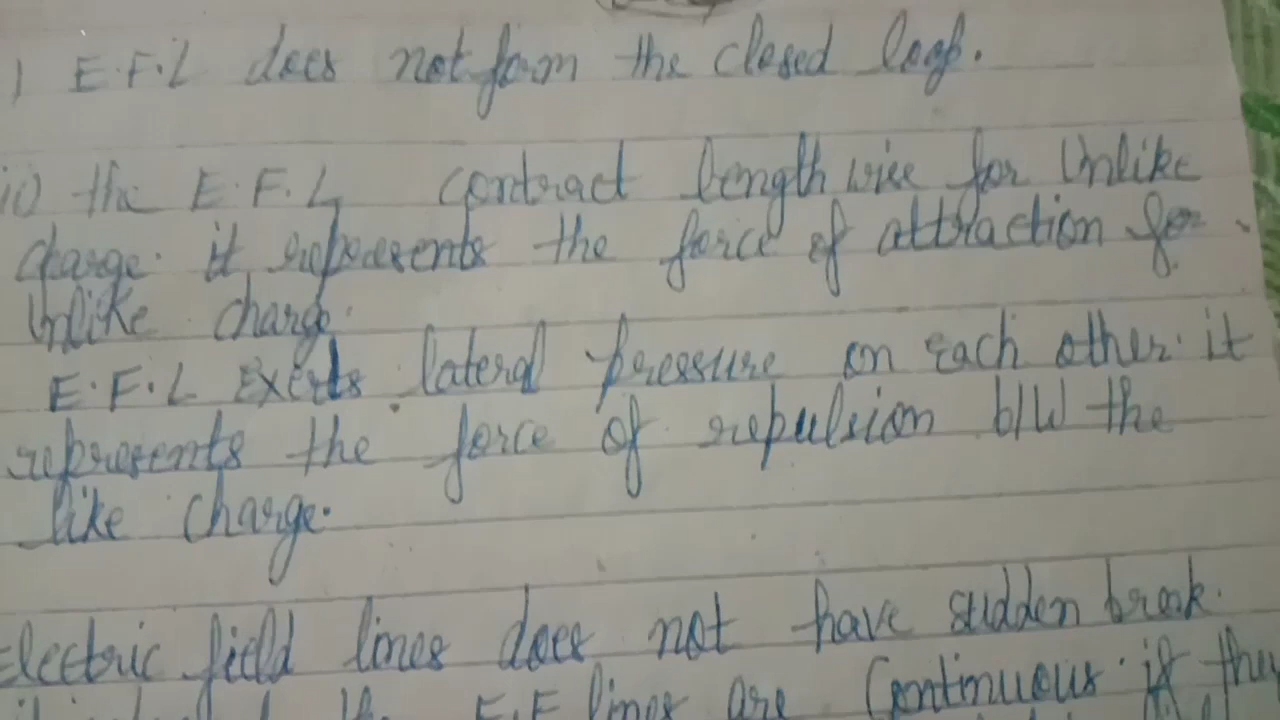 ) E.F.L does not form the closed loop.
ii) the E.F.L contract length wise for Unlike
charge. it represents the force of attraction for
Unlike charge.
E.F.L Exerts lateral pressure on each other. it
represents the force of repulsion b/w the
like charge.
Electric field lines does not have sudden break.
the E.F lines are Continuous. if they